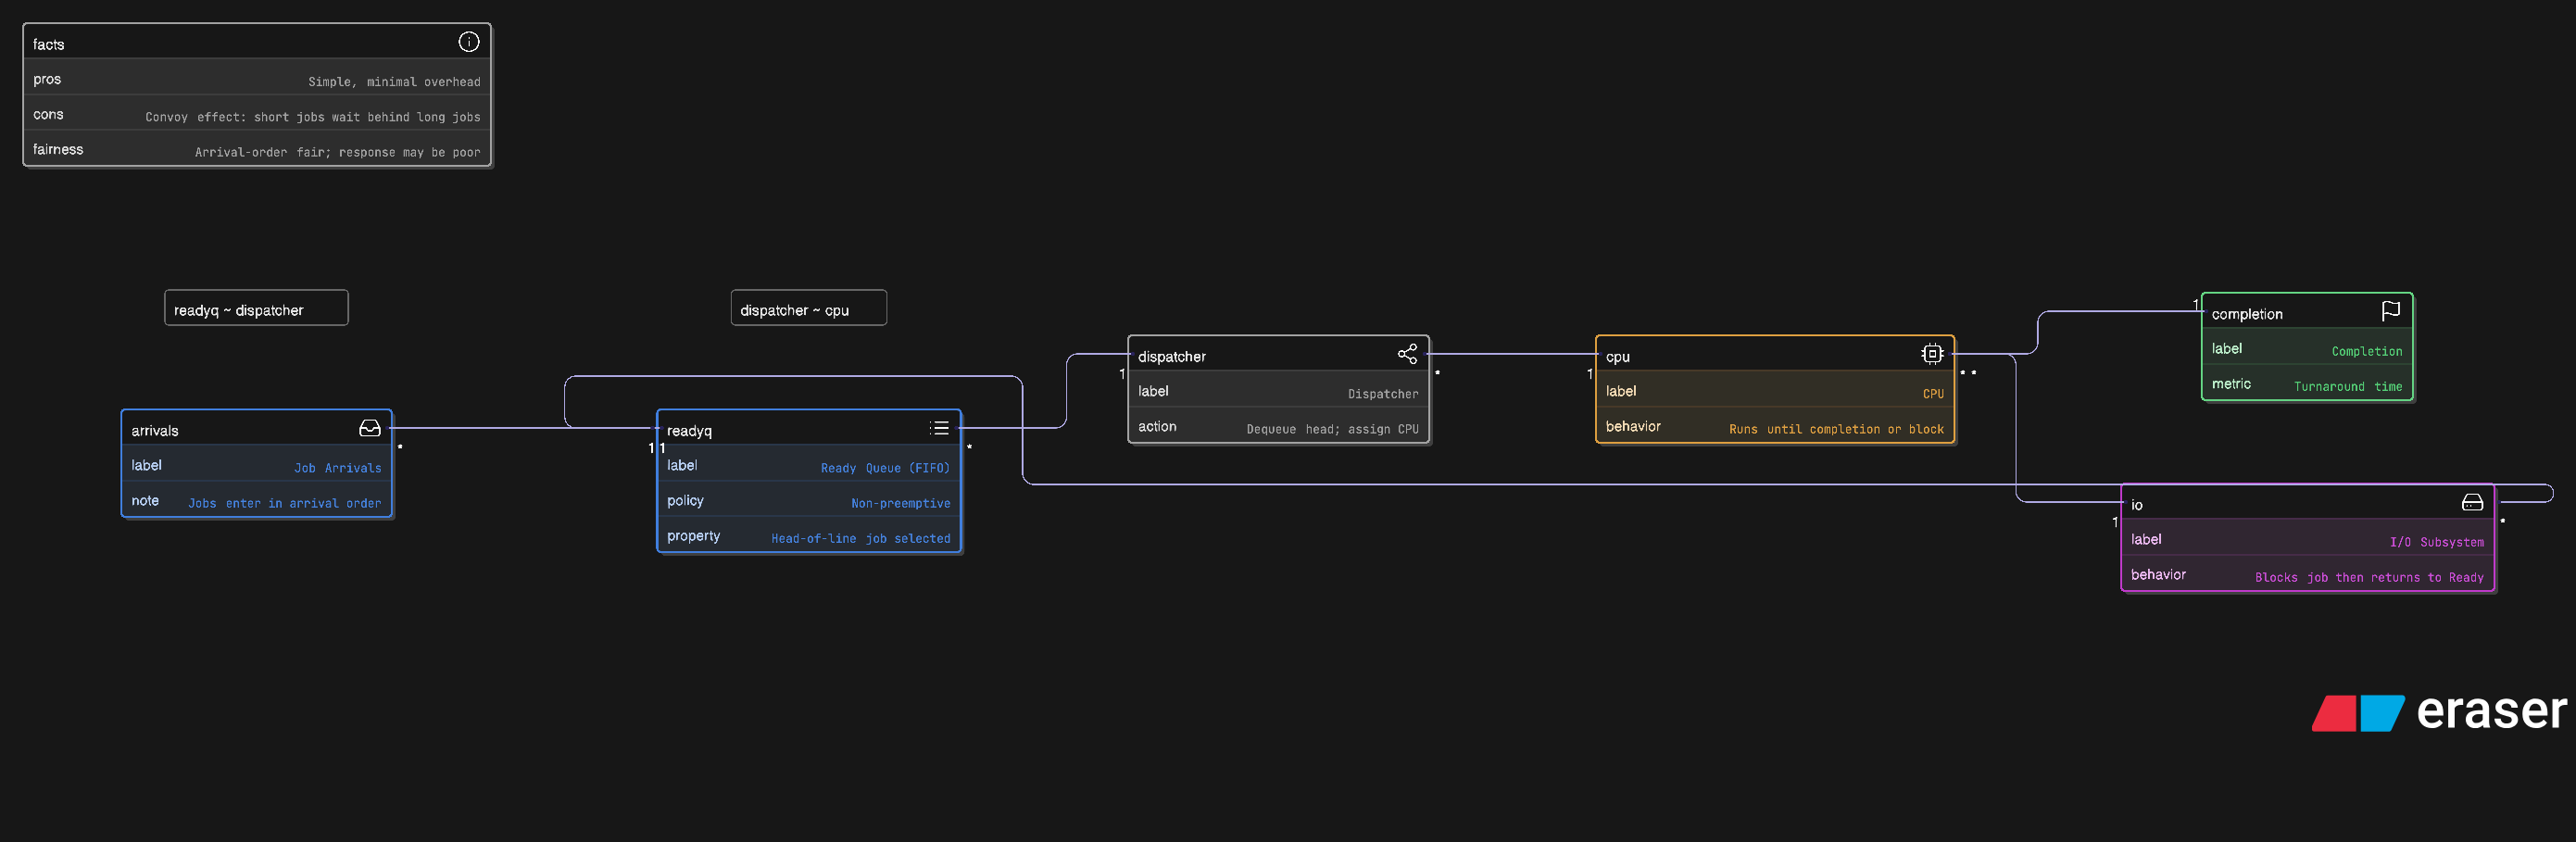 facts
pros Simple, minimal overhead
cons Convoy effect: short jobs wait behind long jobs
fairness Arrival-order fair; response may be poor
readyq ~ dispatcher
dispatcher ~ cpu
arrivals
*
label Job Arrivals
note Jobs enter in arrival order
1 1
readyq
*
label Ready Queue (FIFO)
policy Non-preemptive
property Head-of-line job selected
1
dispatcher
*
label Dispatcher
action Dequeue head; assign CPU
1
cpu
* *
label CPU
behavior Runs until completion or block
1
completion
label Completion
metric Turnaround time
1
io
*
label I/O Subsystem
behavior Blocks job then returns to Ready
eraser